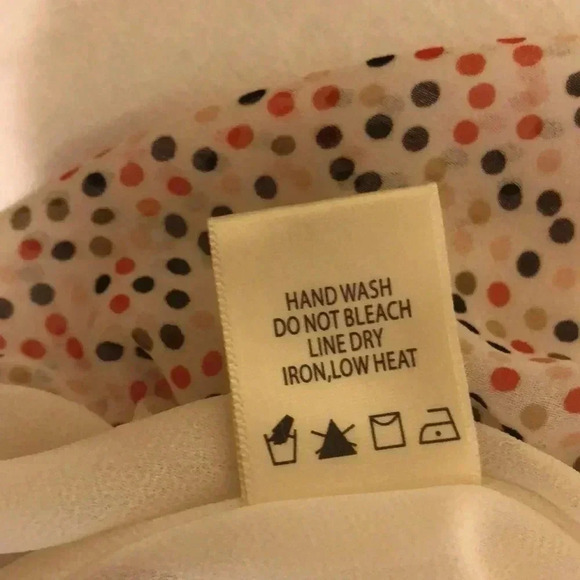 HAND WASH
DO NOT BLEACH
LINE DRY
IRON,LOW HEAT